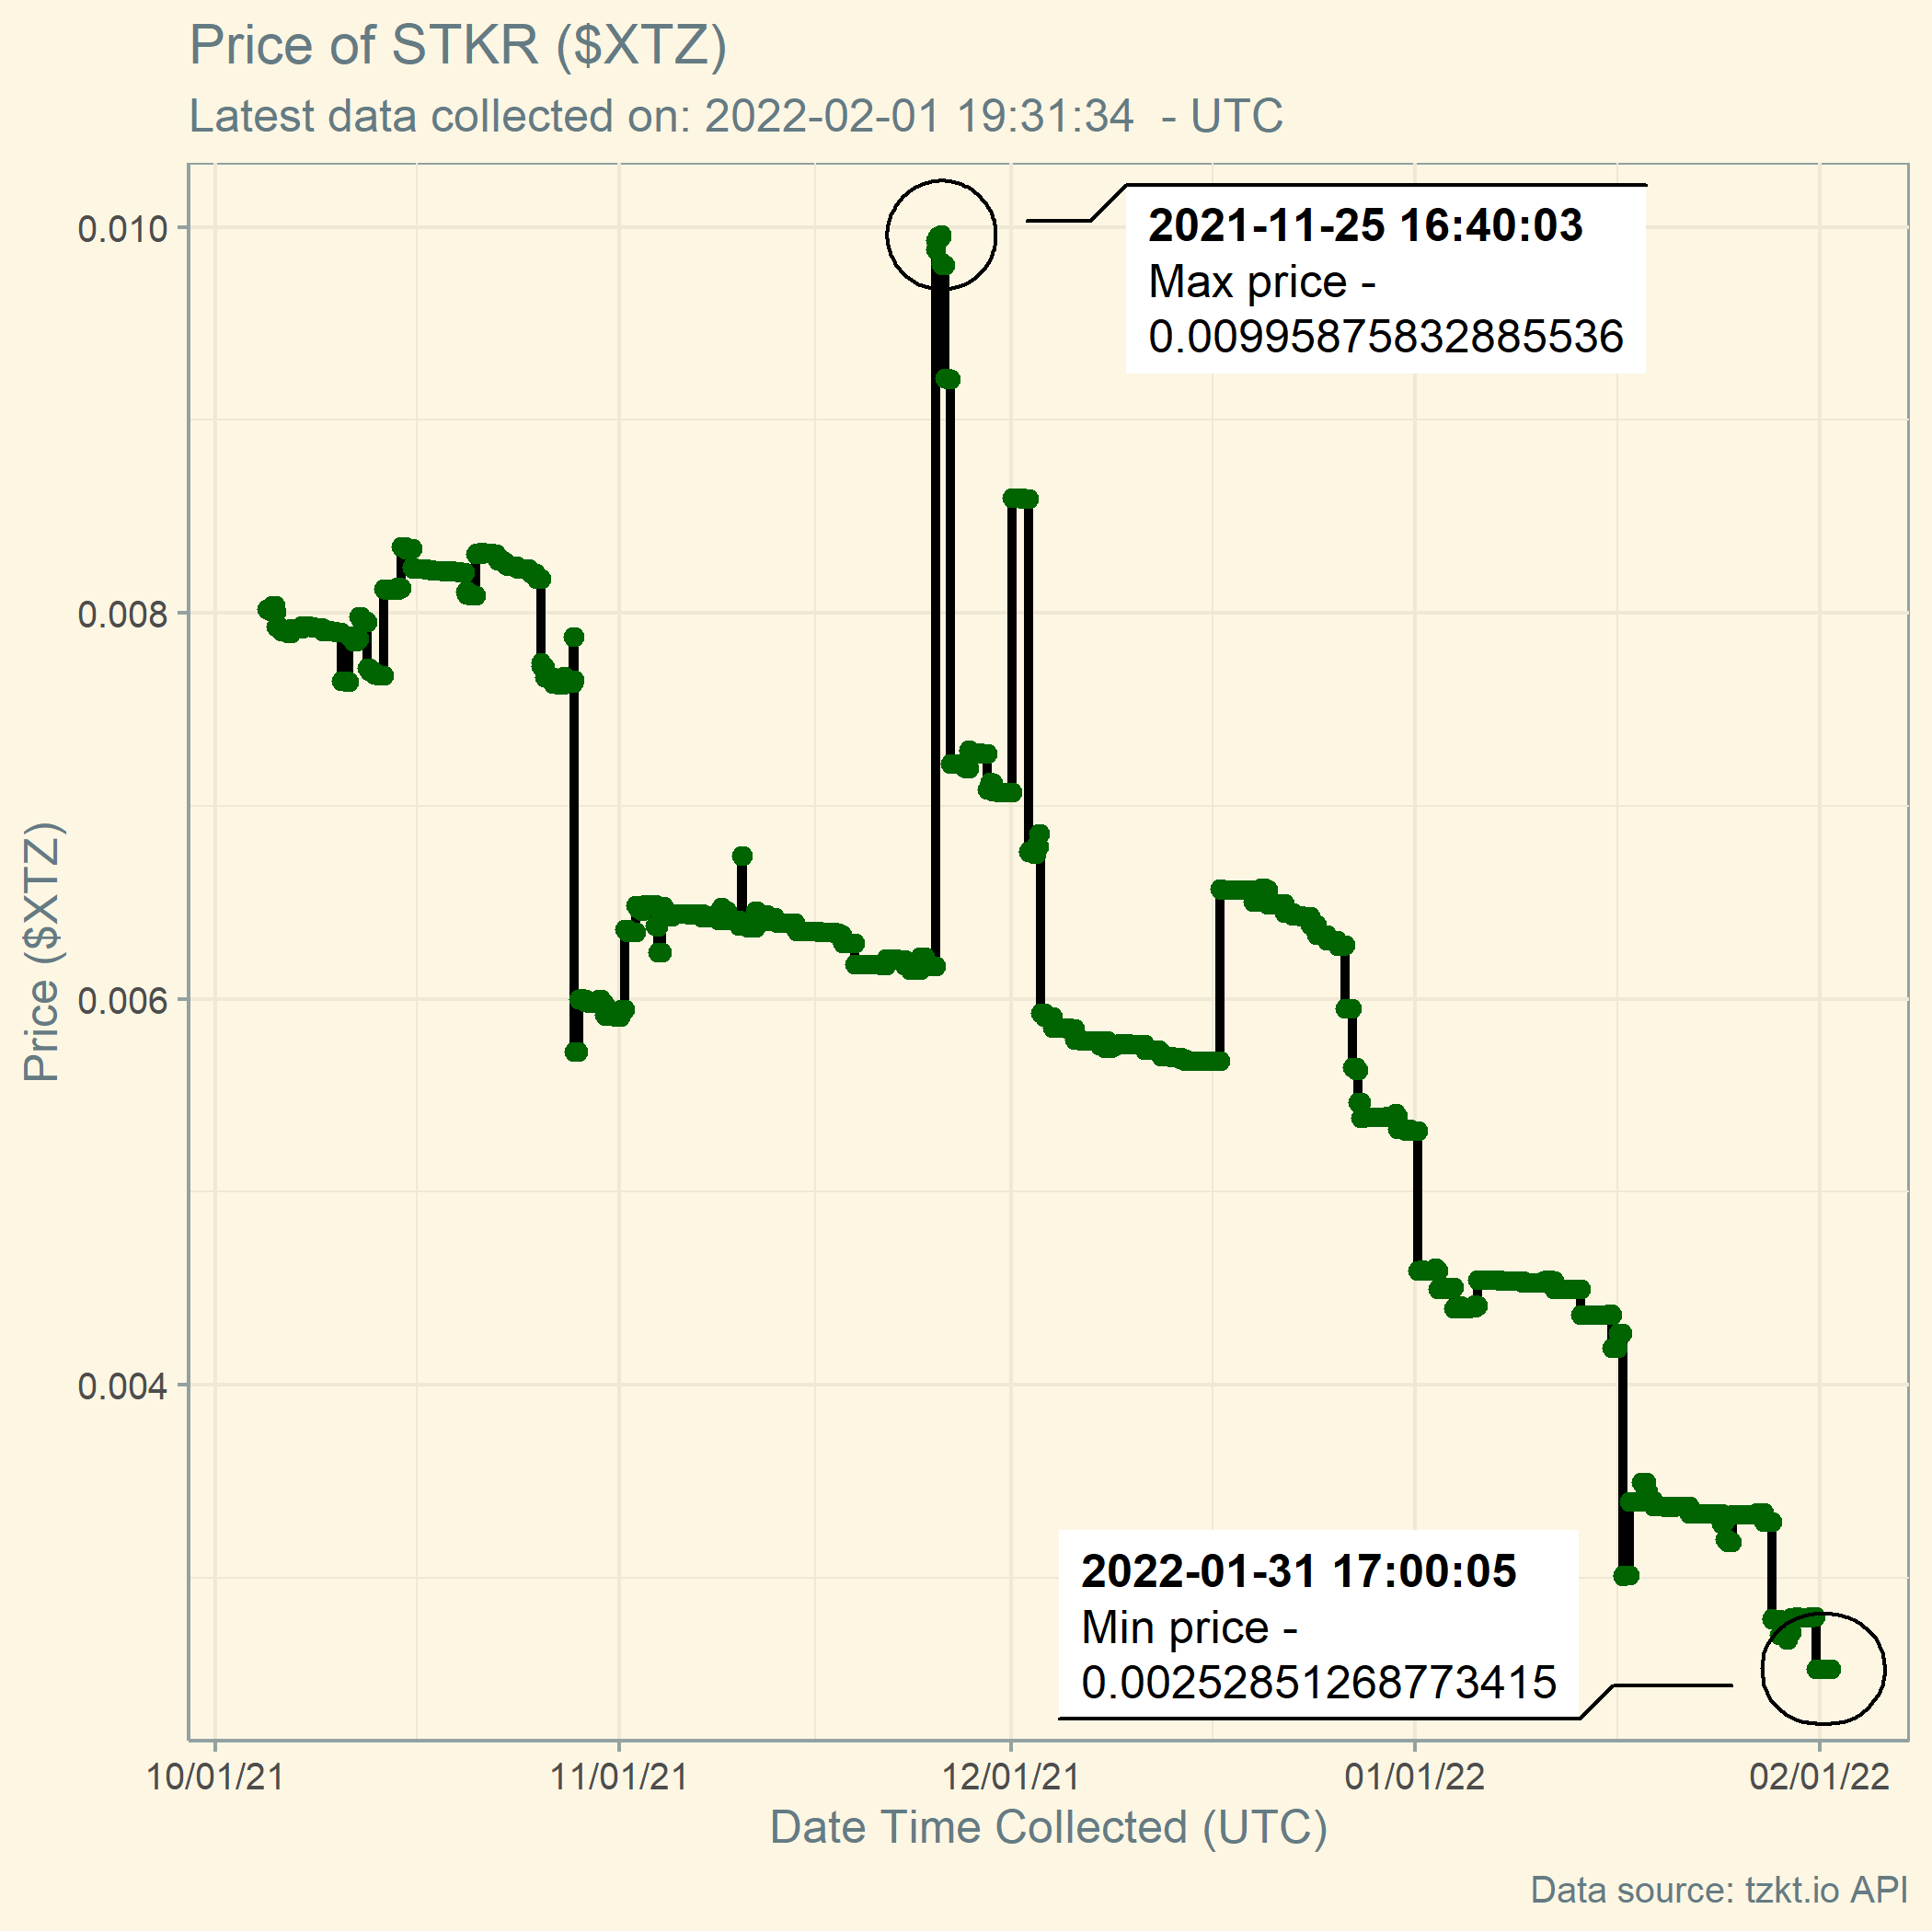 Price of STKR ($XTZ)
Latest data collected on: 2022-02-01 19:31:34  - UTC
2021-11-25 16:40:03
Max price -
0.00995875832885536
2022-01-31 17:00:05
Min price -
0.00252851268773415
Price ($XTZ)
0.010
0.008
0.006
0.004
10/01/21
11/01/21
12/01/21
01/01/22
02/01/22
Date Time Collected (UTC)
Data source: tzkt.io API